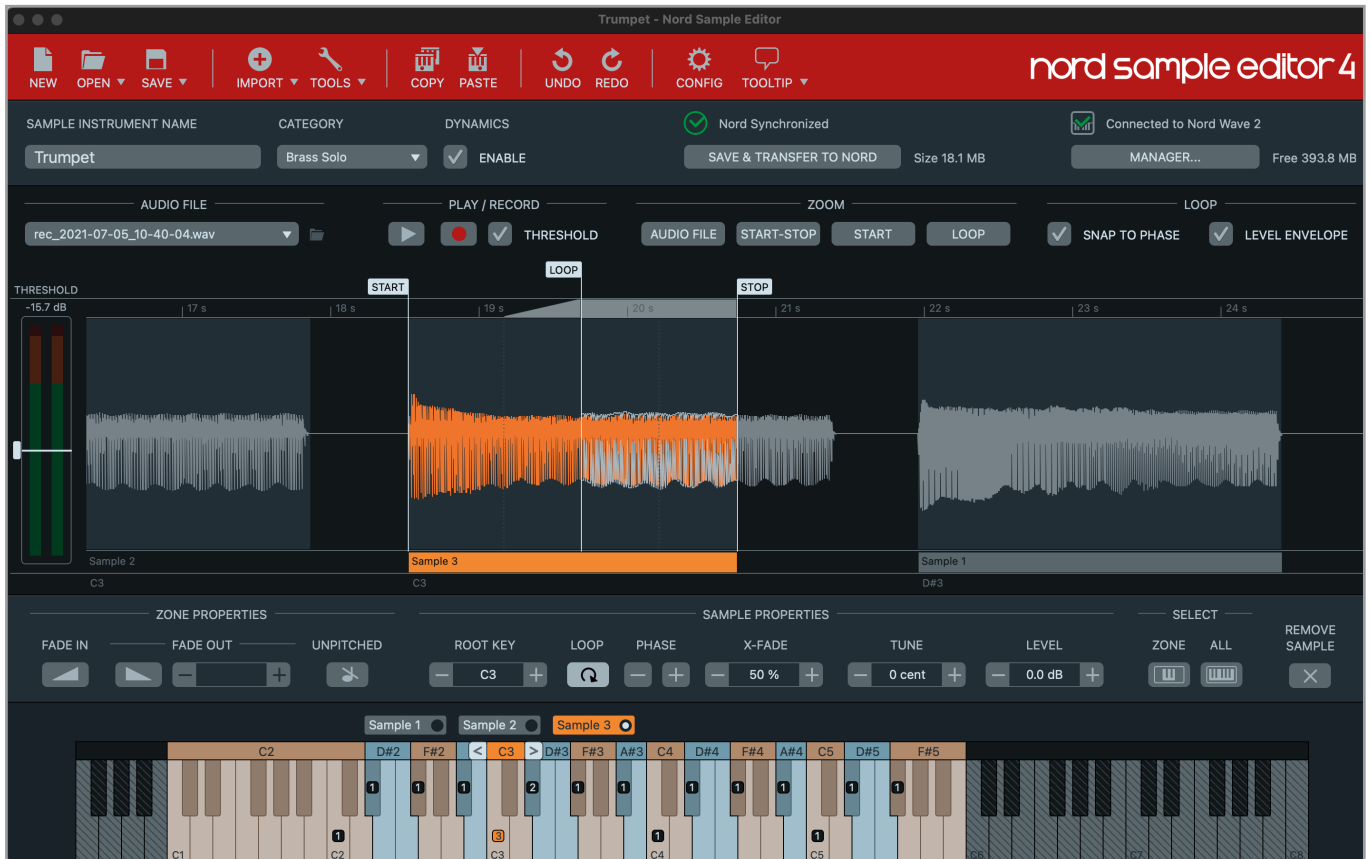 Trumpet - Nord Sample Editor
NEW OPEN SAVE IMPORT TOOLS COPY PASTE UNDO REDO CONFIG TOOLTIP
nord sample editor 4
SAMPLE INSTRUMENT NAME CATEGORY DYNAMICS Nord Synchronized Connected to Nord Wave 2
Trumpet Brass Solo ENABLE SAVE & TRANSFER TO NORD Size 18.1 MB MANAGER... Free 393.8 MB
AUDIO FILE PLAY / RECORD ZOOM LOOP
rec_2021-07-05_10-40-04.wav THRESHOLD AUDIO FILE START-STOP START LOOP SNAP TO PHASE LEVEL ENVELOPE
LOOP
THRESHOLD START STOP
-15.7 dB 17 s 18 s 19 s 20 s 21 s 22 s 23 s 24 s
Sample 2 Sample 3 Sample 1
C3 C3 D#3
ZONE PROPERTIES SAMPLE PROPERTIES SELECT
FADE IN FADE OUT UNPITCHED ROOT KEY LOOP PHASE X-FADE TUNE LEVEL ZONE ALL REMOVE SAMPLE
C3 50 % 0 cent 0.0 dB
Sample 1 Sample 2 Sample 3
C2 D#2 F#2 < C3 > D#3 F#3 A#3 C4 D#4 F#4 A#4 C5 D#5 F#5
1 1 1 2 1 1 1 1 1 1 1
1 3 1 1
C1 C2 C3 C4 C5 C6 C7 C8